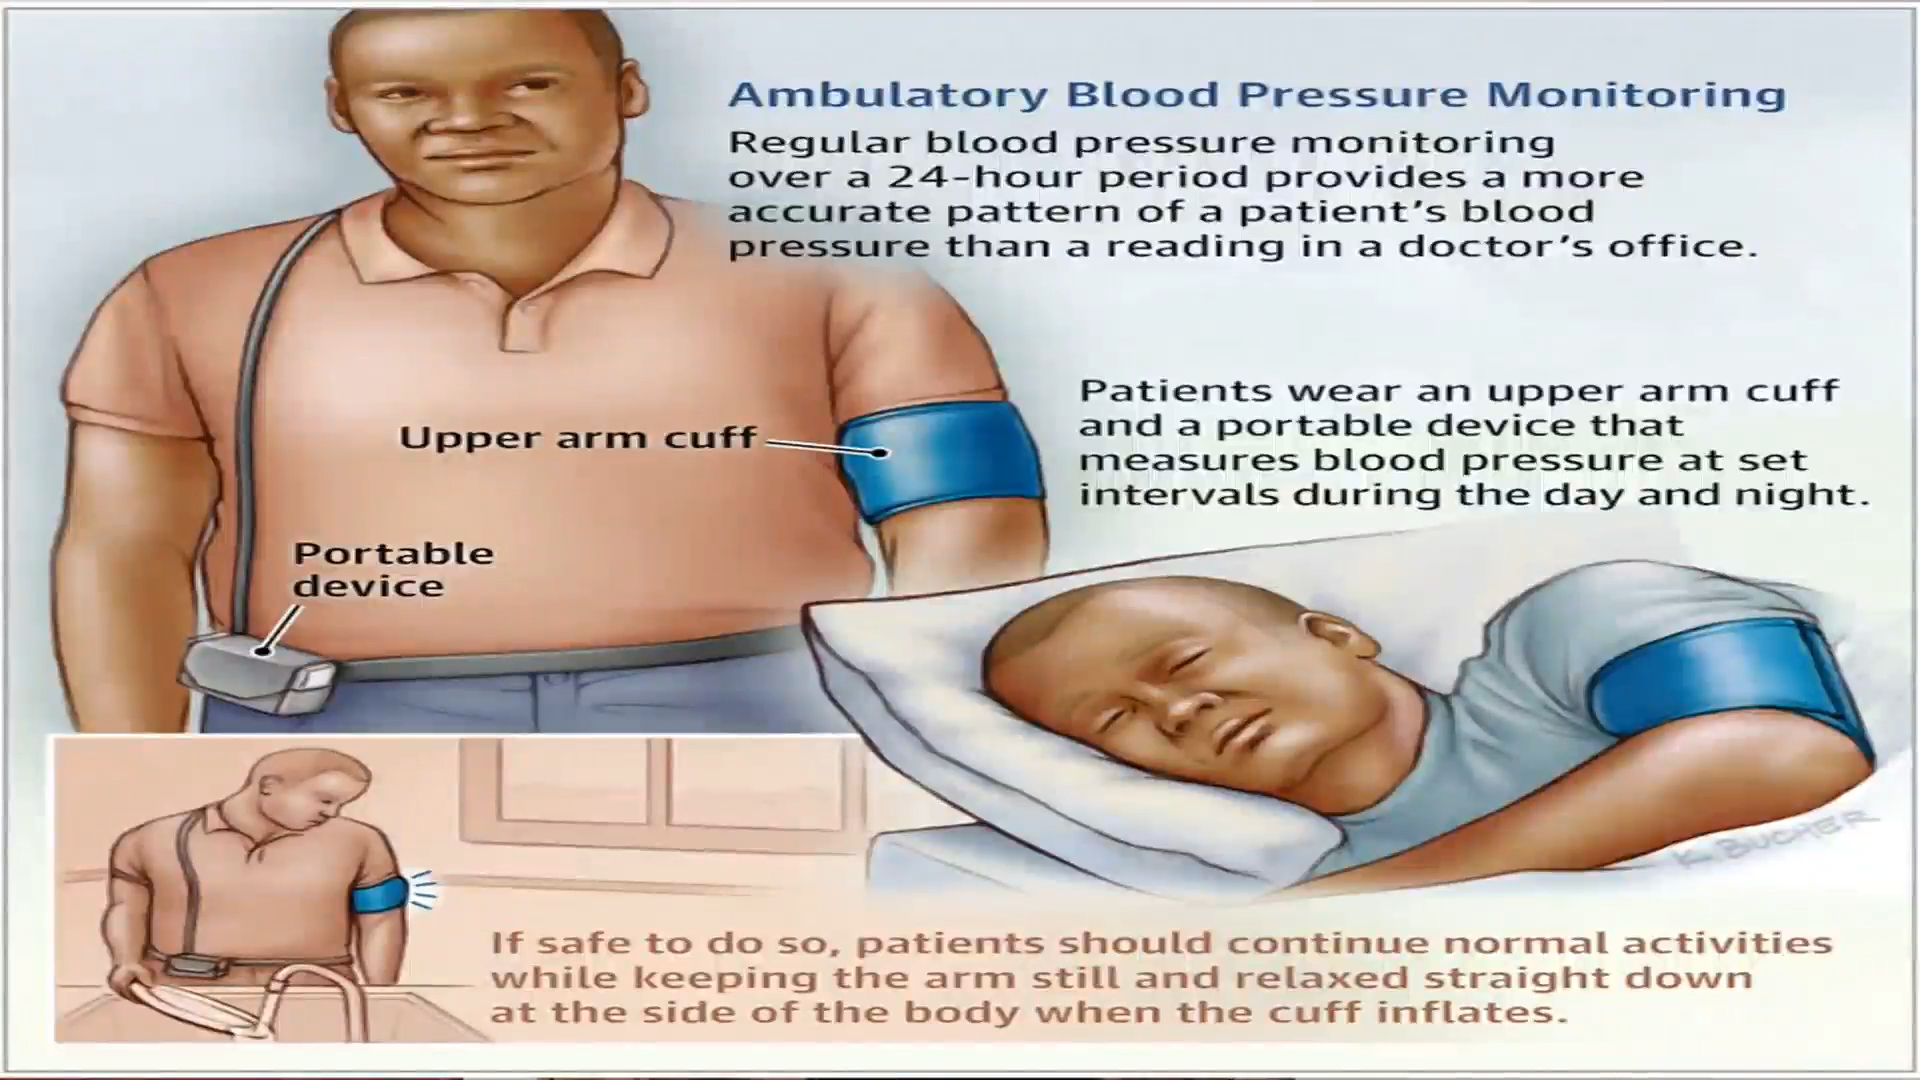 Ambulatory Blood Pressure Monitoring
Regular blood pressure monitoring
over a 24-hour period provides a more
accurate pattern of a patient's blood
pressure than a reading in a doctor's office.
Patients wear an upper arm cuff
and a portable device that
measures blood pressure at set
intervals during the day and night.
Upper arm cuff
Portable
device
K. BUCHER
If safe to do so, patients should continue normal activities
while keeping the arm still and relaxed straight down
at the side of the body when the cuff inflates.